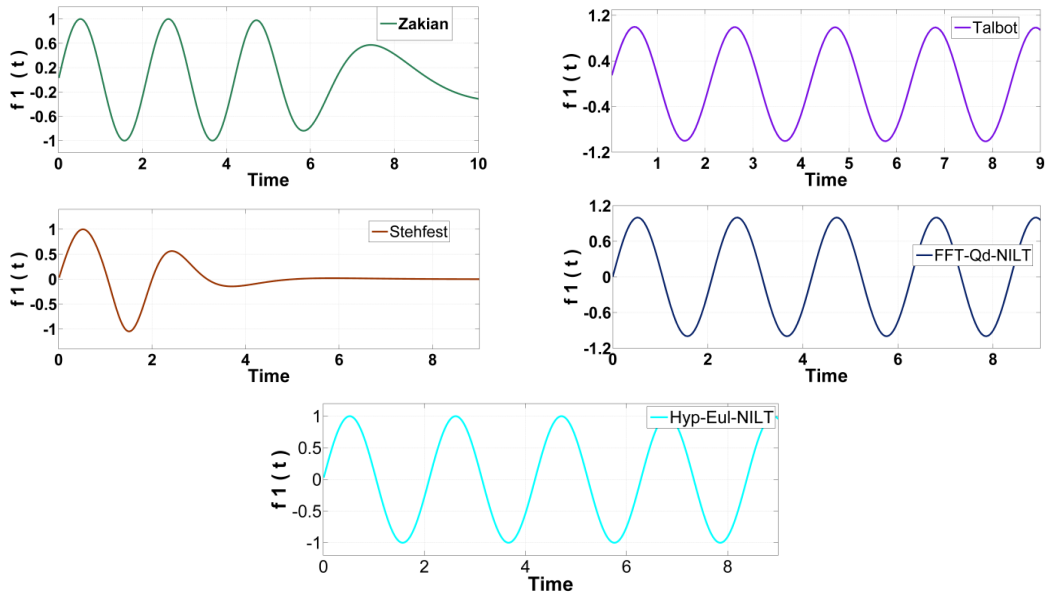 Zakian
f 1 ( t )
1
0.6
0.2
-0.2
-0.6
-1
0 2 4 6 8 10
Time
Talbot
f 1 ( t )
1.2
0.4
-0.4
-1.2
1 2 3 4 5 6 7 8 9
Time
Stehfest
f 1 ( t )
1
0.5
0
-0.5
-1
0 2 4 6 8
Time
FFT-Qd-NILT
f 1 ( t )
1.2
0.6
0
-0.6
-1.2
0 2 4 6 8
Time
Hyp-Eul-NILT
f 1 ( t )
1
0.5
0
-0.5
-1
0 2 4 6 8
Time